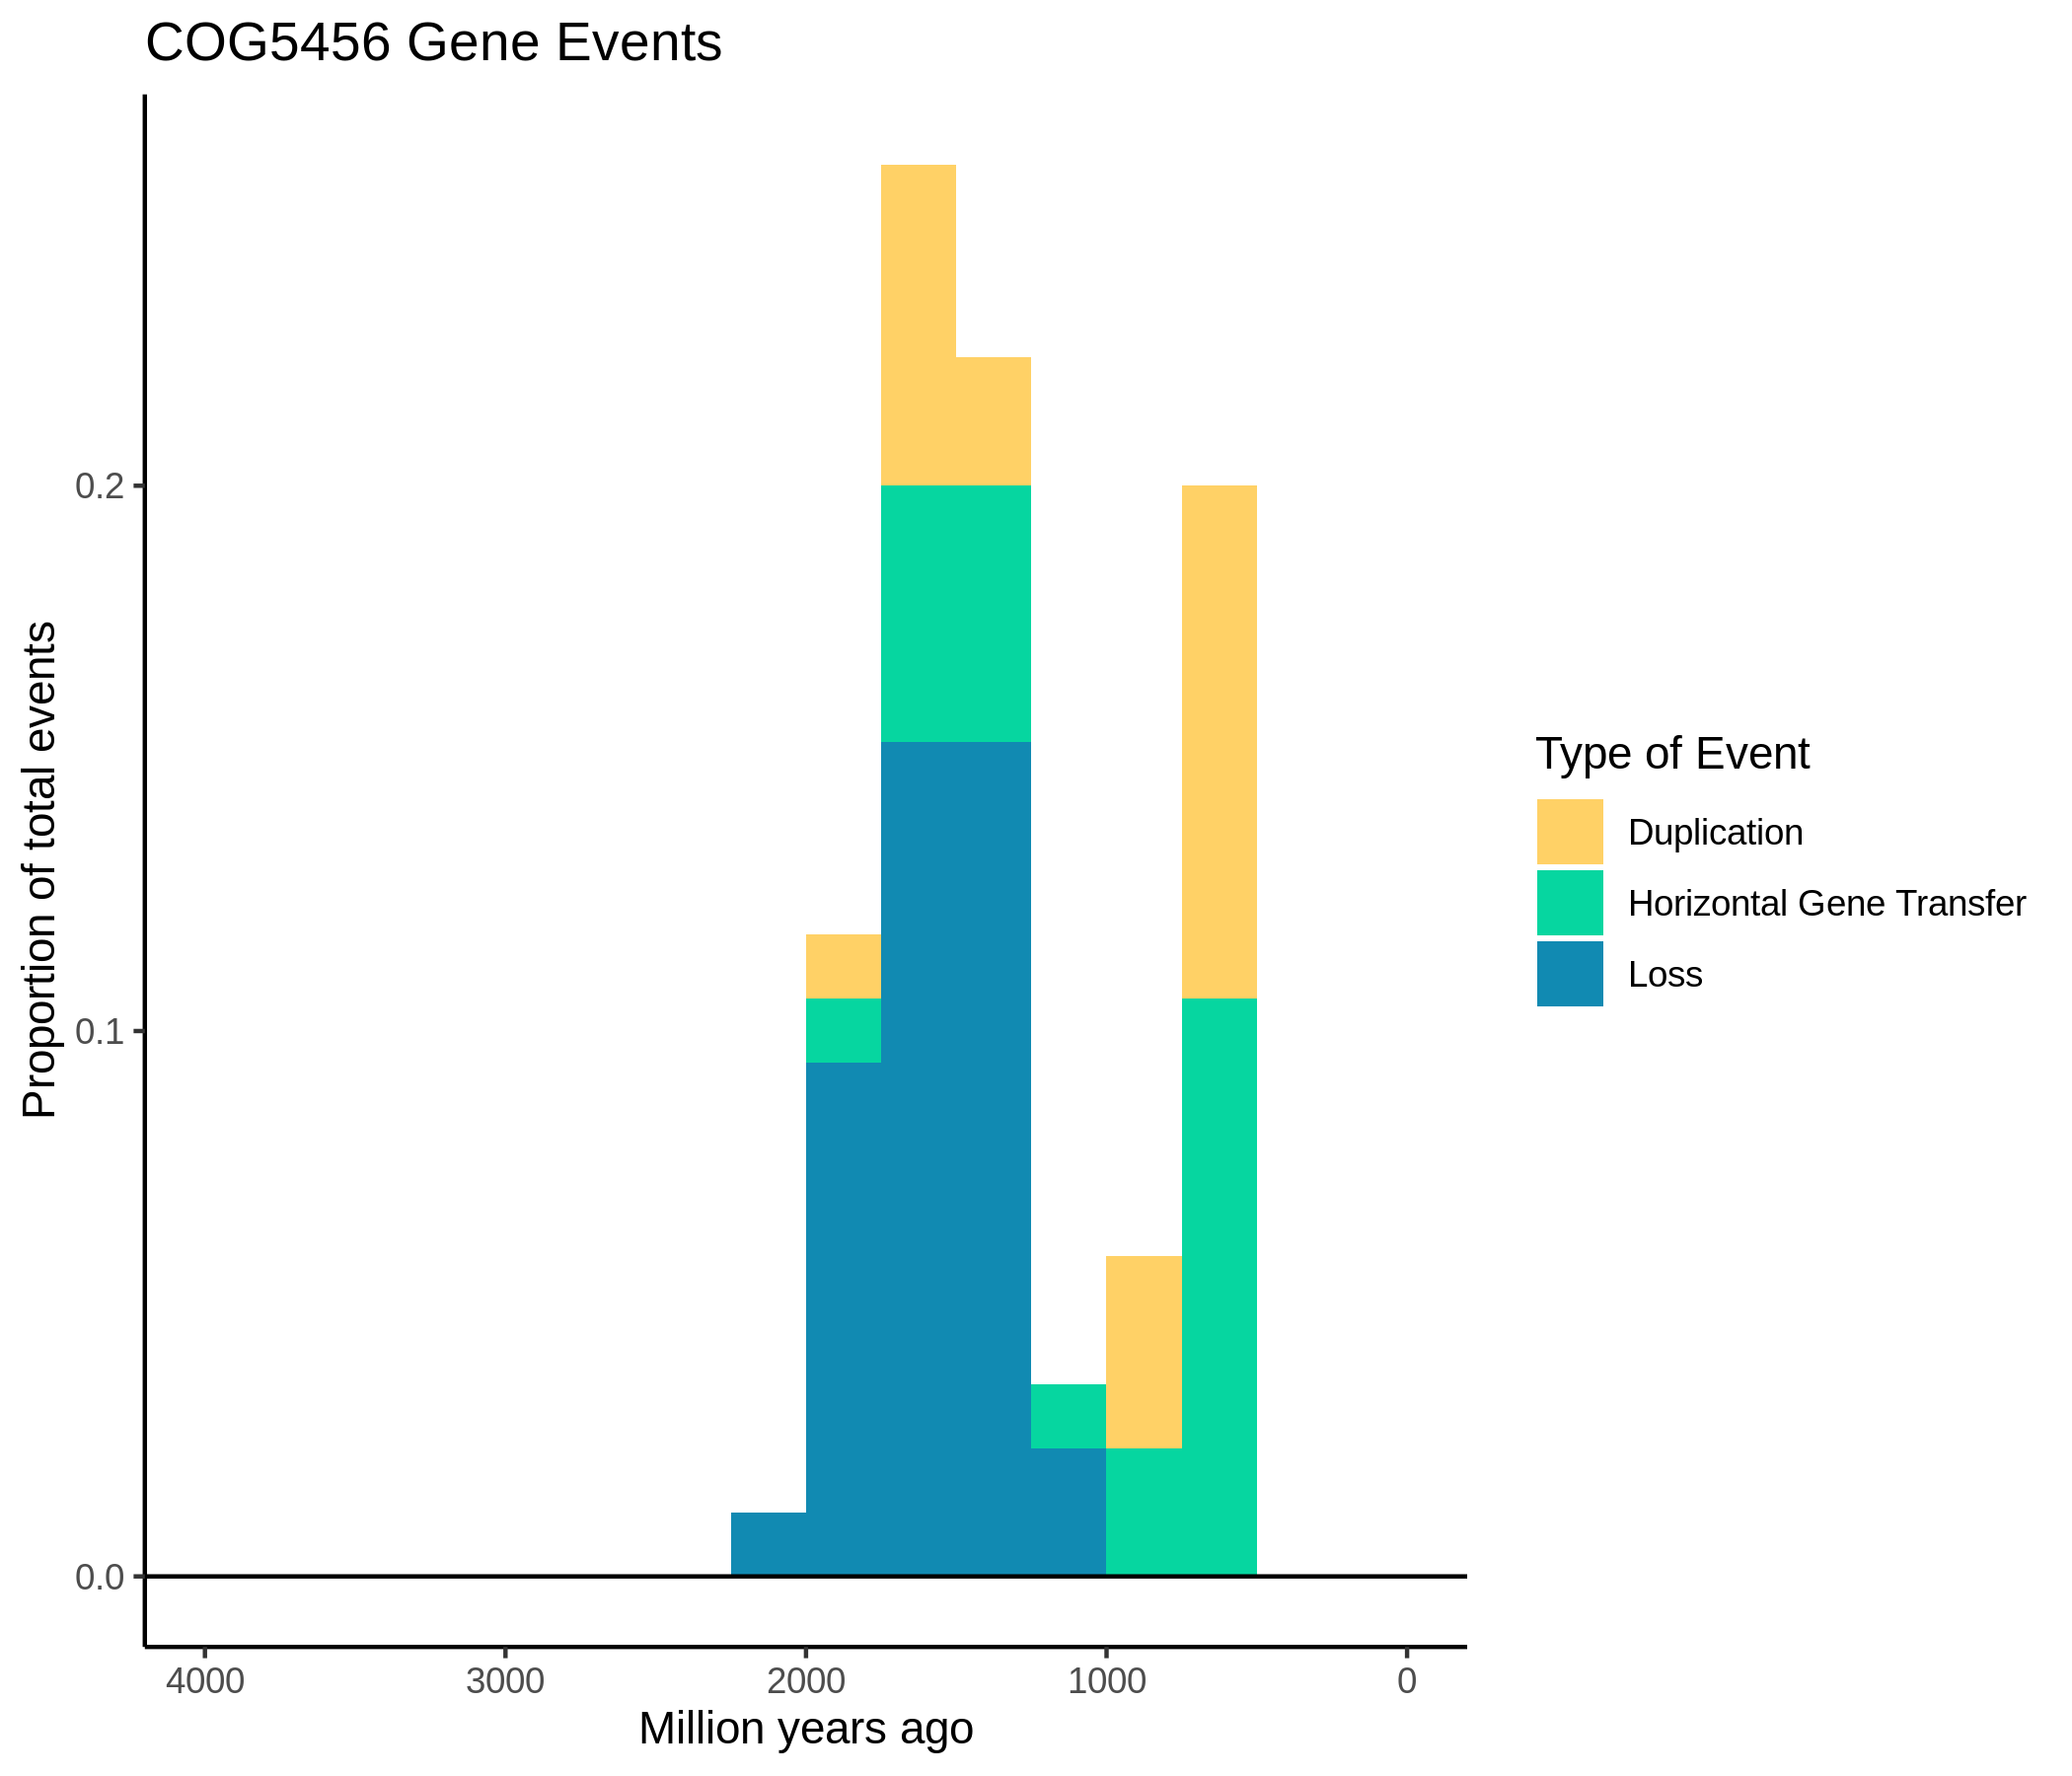 COG5456 Gene Events
Proportion of total events
0.2
0.1
0.0
4000 3000 2000 1000 0
Million years ago
Type of Event
Duplication
Horizontal Gene Transfer
Loss